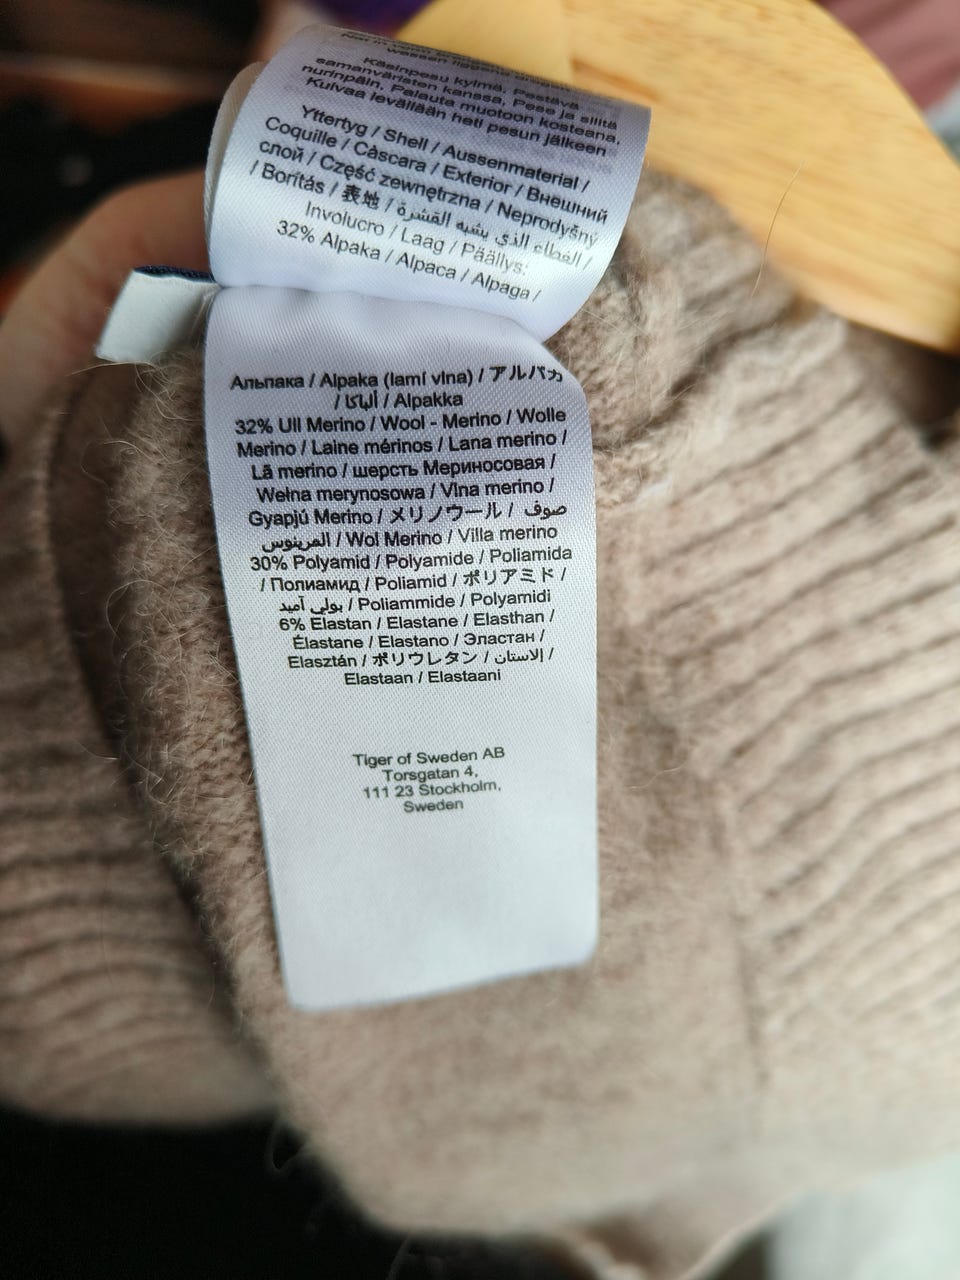 wassen
Käsinpesu kylmä, Pestävä
samanväristen kanssa, Pese ja silitä
nurinpäin, Palauta muotoon kosteana,
Kuivaa levällään heti pesun jälkeen
Yttertyg / Shell / Aussenmaterial /
Coquille / Càscara / Exterior / Внешний
слой / Część zewnętrzna / Neprodyšný
/ Borítás / 表地 / الغطاء الذي يشبه القشرة /
Involucro / Laag / Päällys:
32% Alpaka / Alpaca / Alpaga /
Альпака / Alpaka (lamí vlna) / アルパカ
/ ألباكا / Alpakka
32% Ull Merino / Wool - Merino / Wolle
Merino / Laine mérinos / Lana merino /
Lã merino / шерсть Мериносовая /
Wełna merynosowa / Vlna merino /
Gyapjú Merino / メリノウール / صوف
المرينوس / Wol Merino / Villa merino
30% Polyamid / Polyamide / Poliamida
/ Полиамид / Poliamid / ポリアミド /
بولي أميد / Poliammide / Polyamidi
6% Elastan / Elastane / Elasthan /
Élastane / Elastano / Эластан /
Elasztán / ポリウレタン / إلاستان /
Elastaan / Elastaani
Tiger of Sweden AB
Torsgatan 4,
111 23 Stockholm,
Sweden